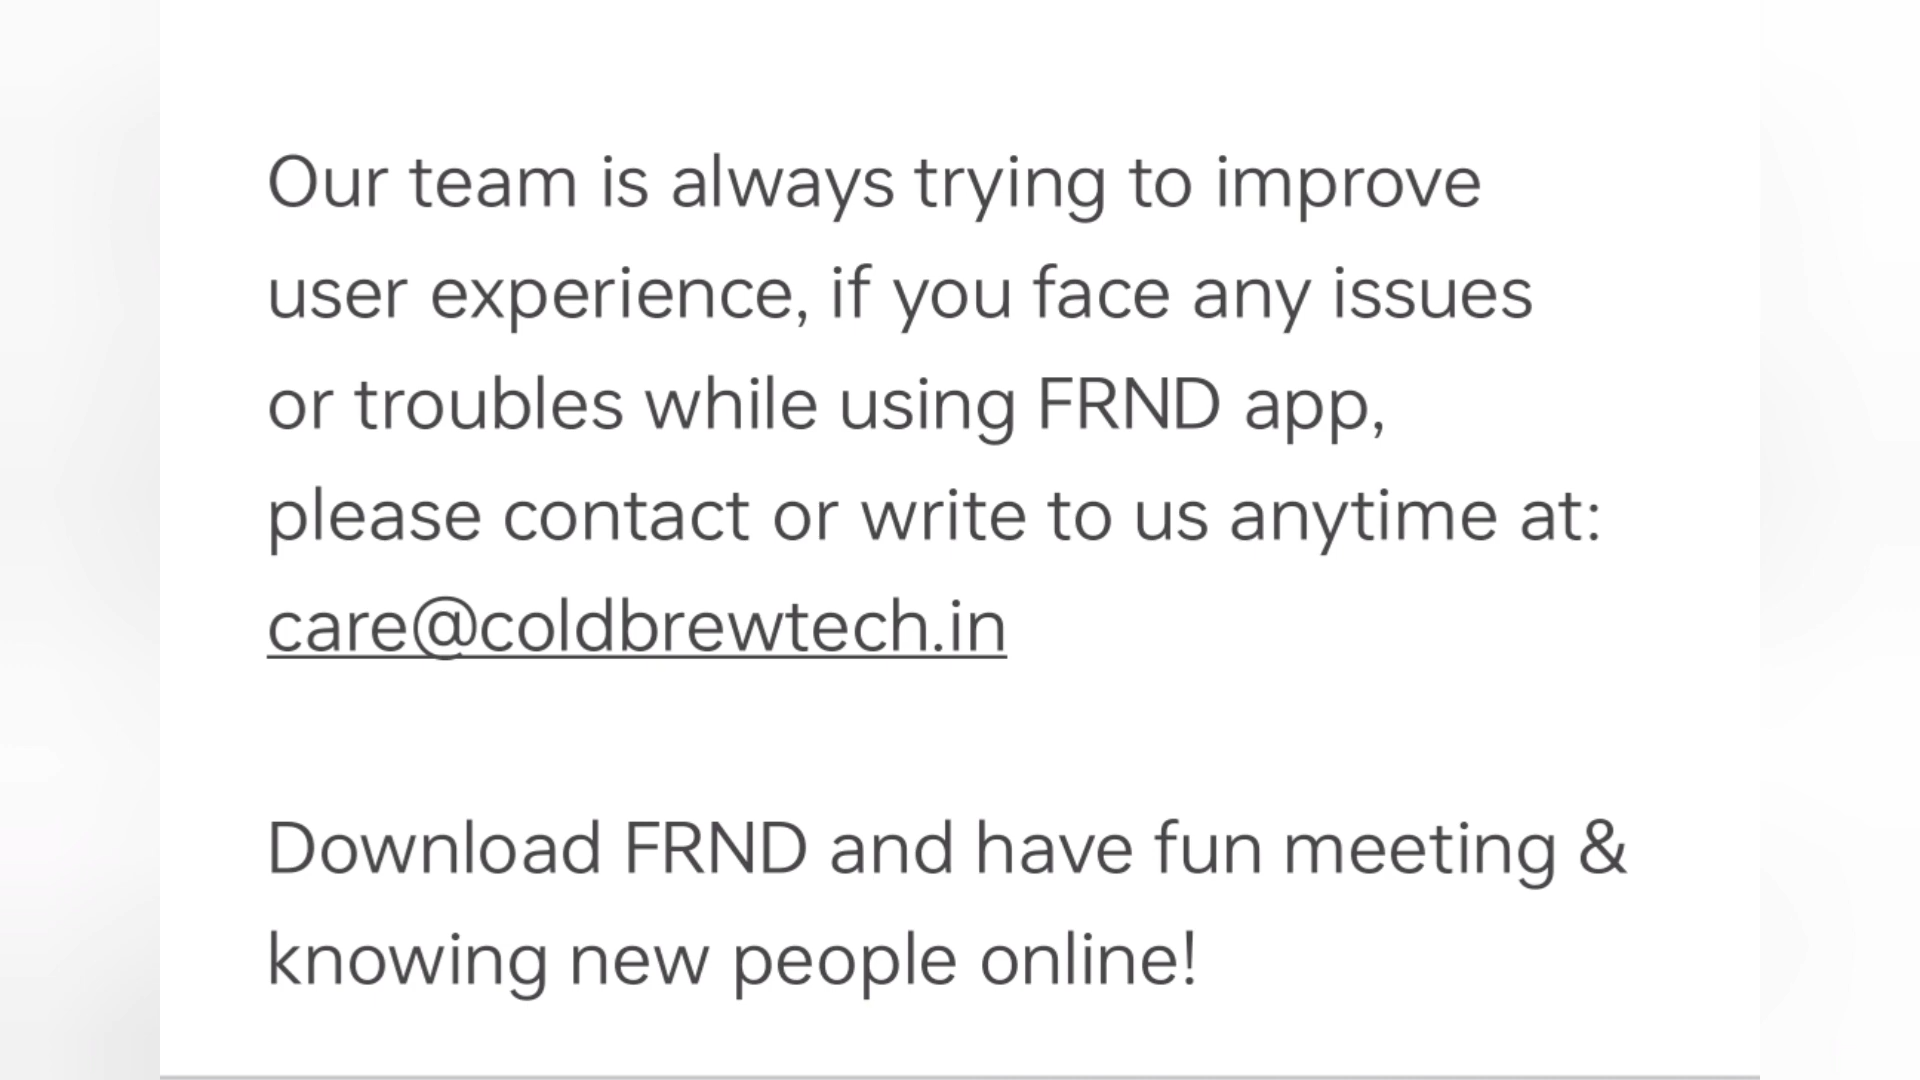 Our team is always trying to improve
user experience, if you face any issues
or troubles while using FRND app,
please contact or write to us anytime at:
care@coldbrewtech.in
Download FRND and have fun meeting &
knowing new people online!